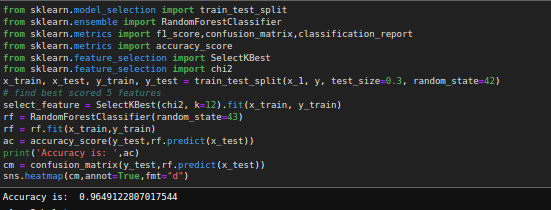 from sklearn.model_selection import train_test_split
from sklearn.ensemble import RandomForestClassifier
from sklearn.metrics import f1_score,confusion_matrix,classification_report
from sklearn.metrics import accuracy_score
from sklearn.feature_selection import SelectKBest
from sklearn.feature_selection import chi2
x_train, x_test, y_train, y_test = train_test_split(x_1, y, test_size=0.3, random_state=42)
# find best scored 5 features
select_feature = SelectKBest(chi2, k=12).fit(x_train, y_train)
rf = RandomForestClassifier(random_state=43)
rf = rf.fit(x_train,y_train)
ac = accuracy_score(y_test,rf.predict(x_test))
print('Accuracy is: ',ac)
cm = confusion_matrix(y_test,rf.predict(x_test))
sns.heatmap(cm,annot=True,fmt="d")
Accuracy is:  0.9649122807017544